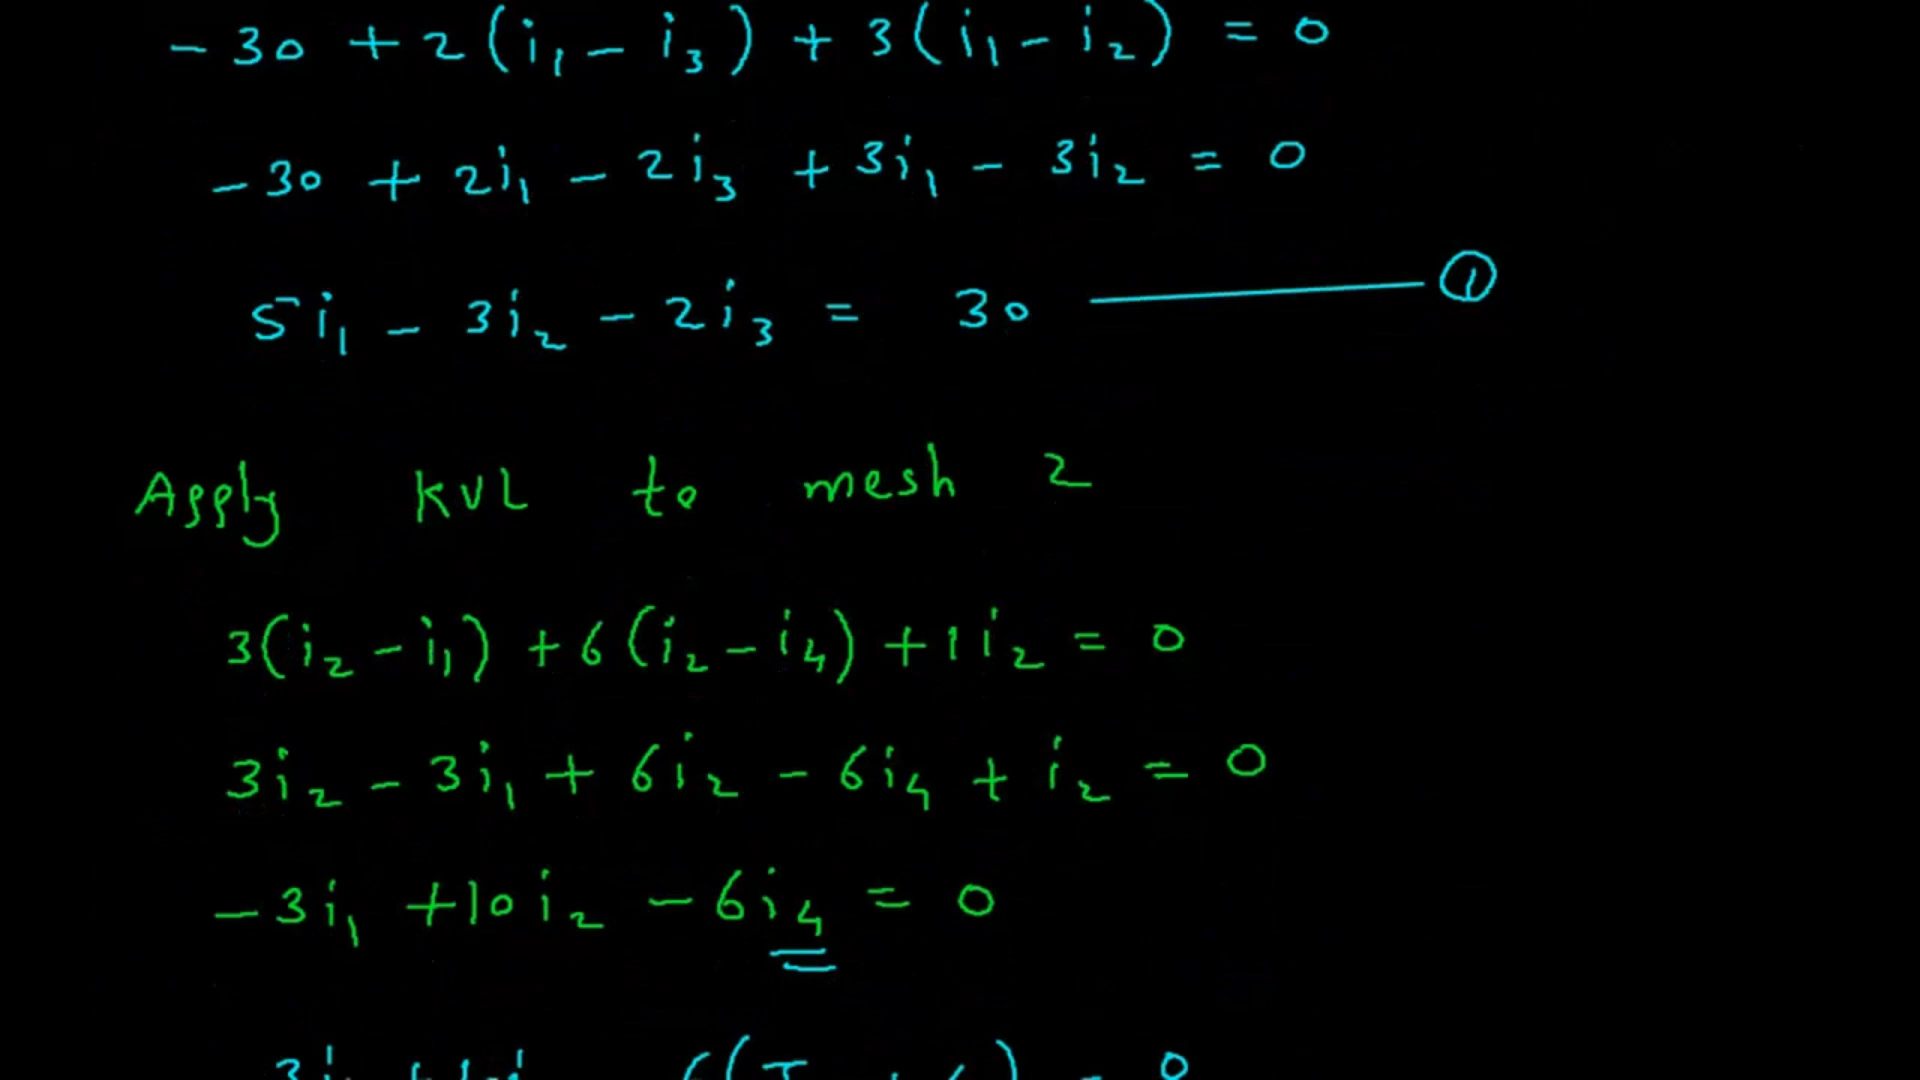 -30 + 2(i₁ - i₃) + 3(i₁ - i₂) = 0
-30 + 2i₁ - 2i₃ + 3i₁ - 3i₂ = 0
5i₁ - 3i₂ - 2i₃ = 30 ——— ①
Apply KVL to mesh 2
3(i₂ - i₁) + 6(i₂ - i₄) + 1i₂ = 0
3i₂ - 3i₁ + 6i₂ - 6i₄ + i₂ = 0
-3i₁ + 10i₂ - 6i₄ = 0